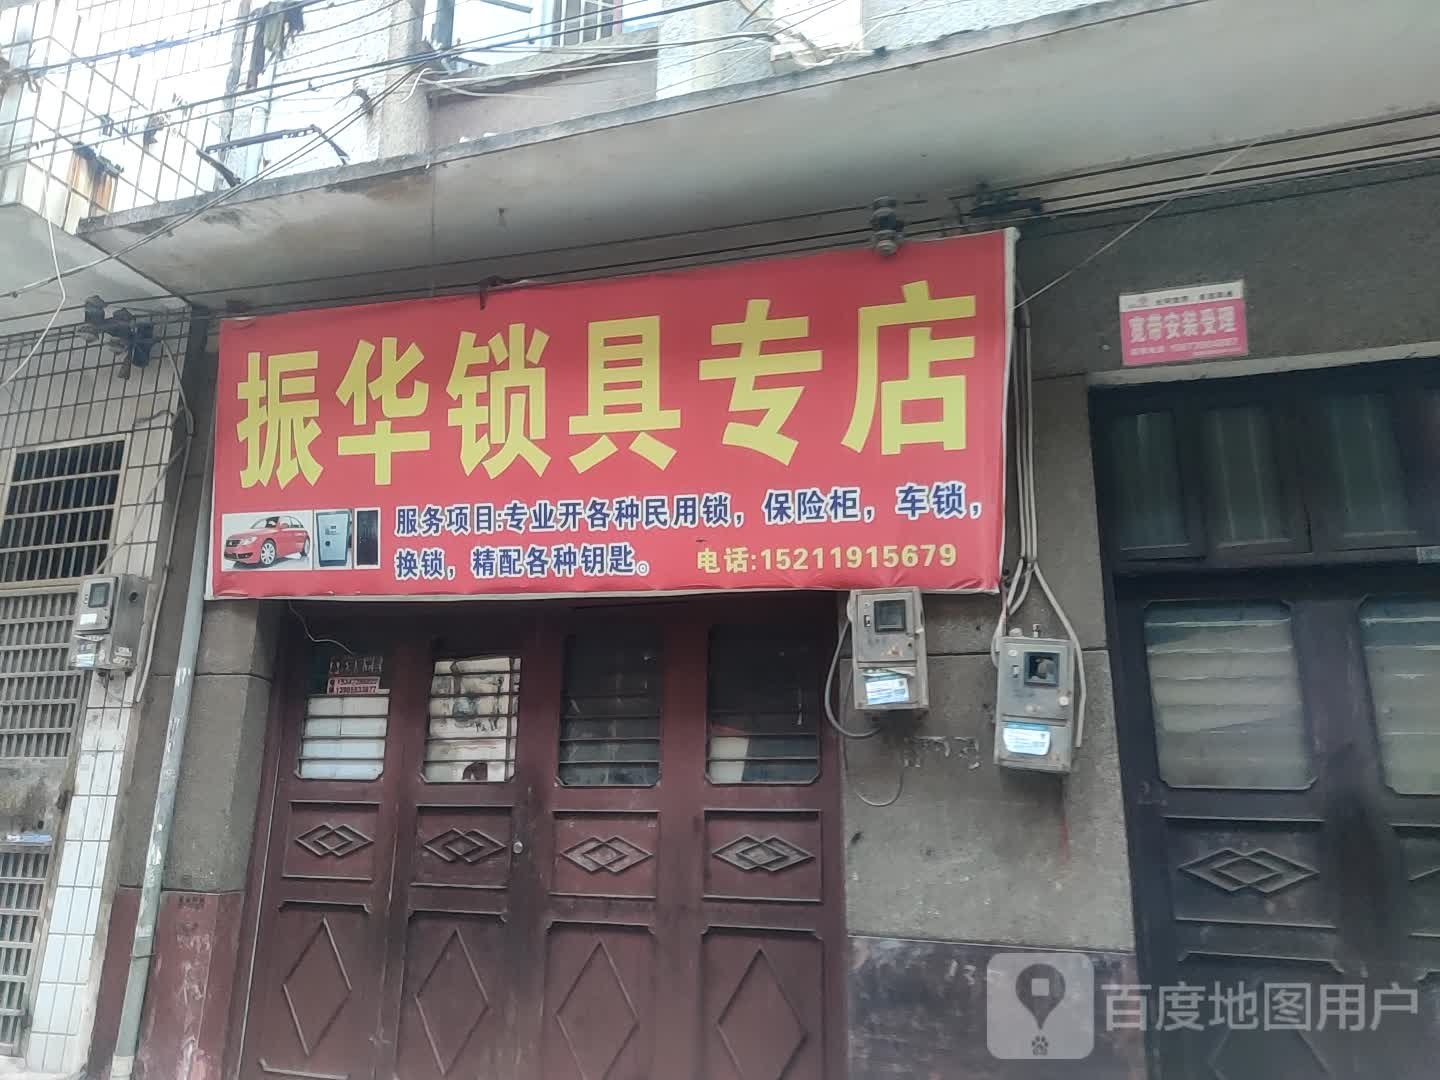 振华锁具专店
服务项目:专业开各种民用锁，保险柜，车锁，
换锁，精配各种钥匙。 电话:15211915679
宽带安装受理
百度地图用户